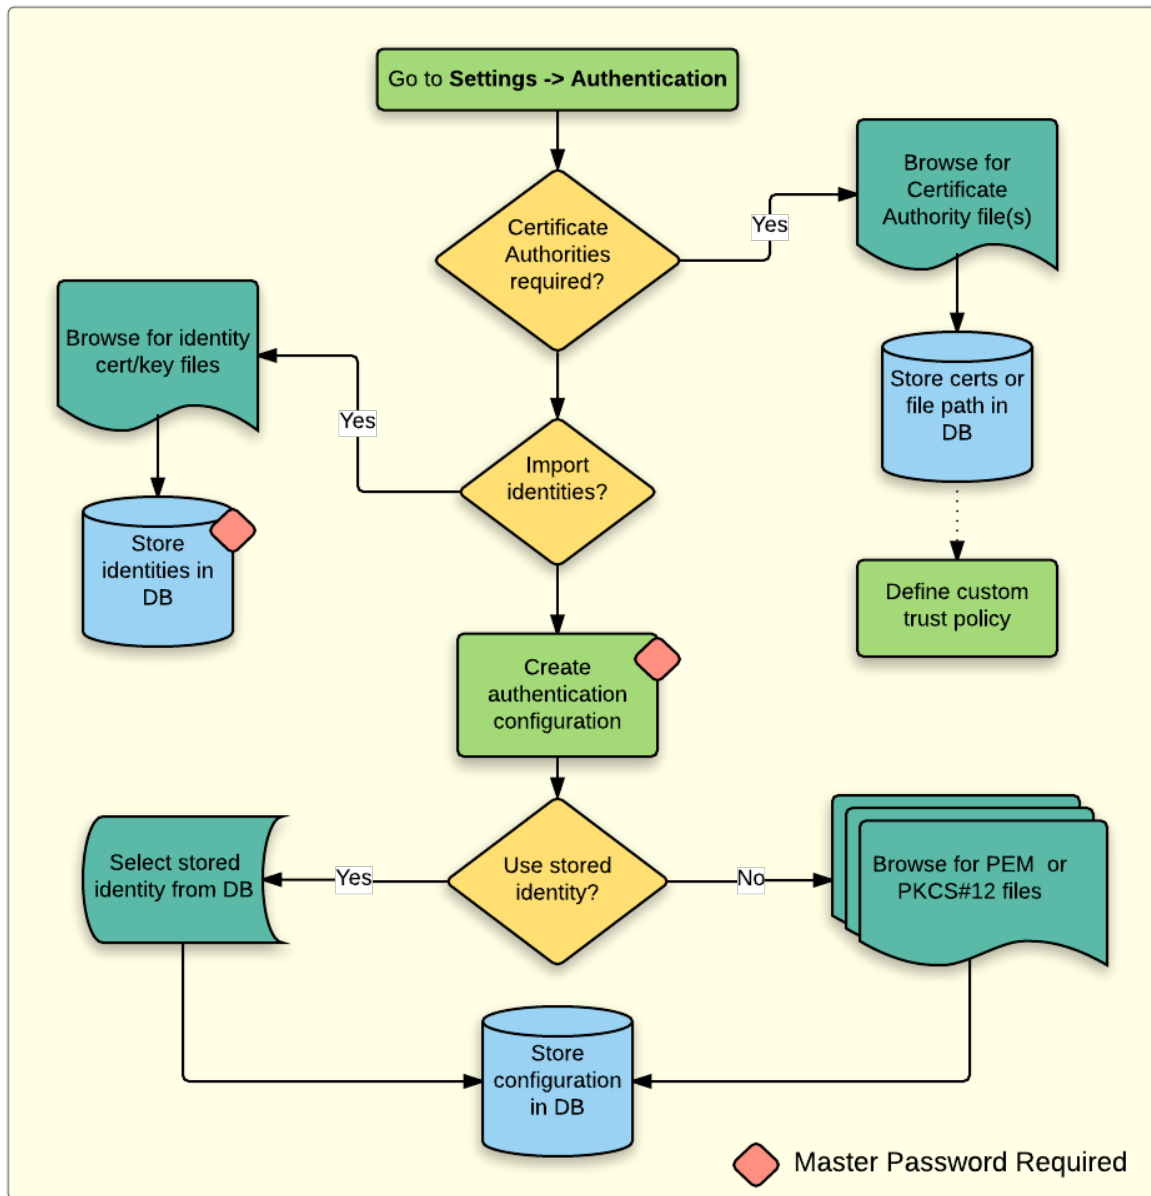 Go to Settings -> Authentication
Certificate
Authorities
required?
Yes
Browse for
Certificate
Authority file(s)
Store certs or
file path in
DB
Define custom
trust policy
Browse for identity
cert/key files
Yes
Import
identities?
Store
identities in
DB
Create
authentication
configuration
Use stored
identity?
Yes
Select stored
identity from DB
No
Browse for PEM  or
PKCS#12 files
Store
configuration
in DB
Master Password Required